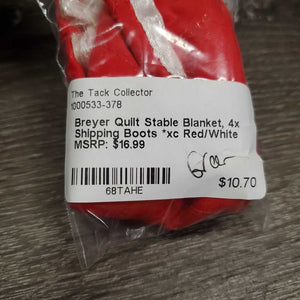 The Tack Collector
1000533-378
Breyer Quilt Stable Blanket, 4x
Shipping Boots *xc Red/White
MSRP: $16.99
$10.70
68TAHE